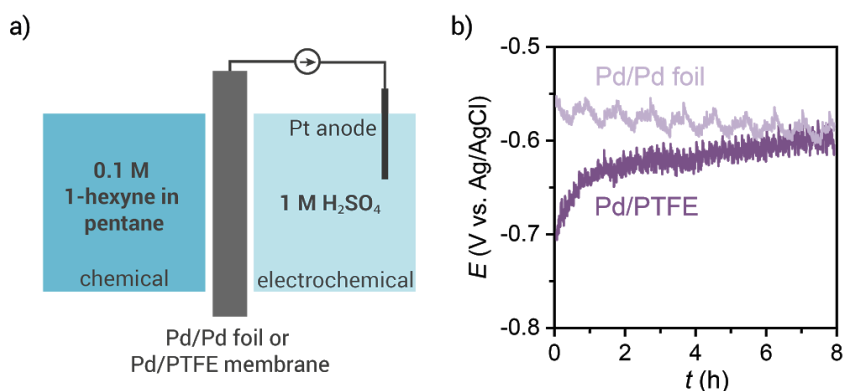 a)
Pt anode
0.1 M
1-hexyne in
pentane
1 M H₂SO₄
chemical
electrochemical
Pd/Pd foil or
Pd/PTFE membrane
b)
E (V vs. Ag/AgCl)
-0.5
-0.6
-0.7
-0.8
Pd/Pd foil
Pd/PTFE
0 2 4 6 8
t (h)